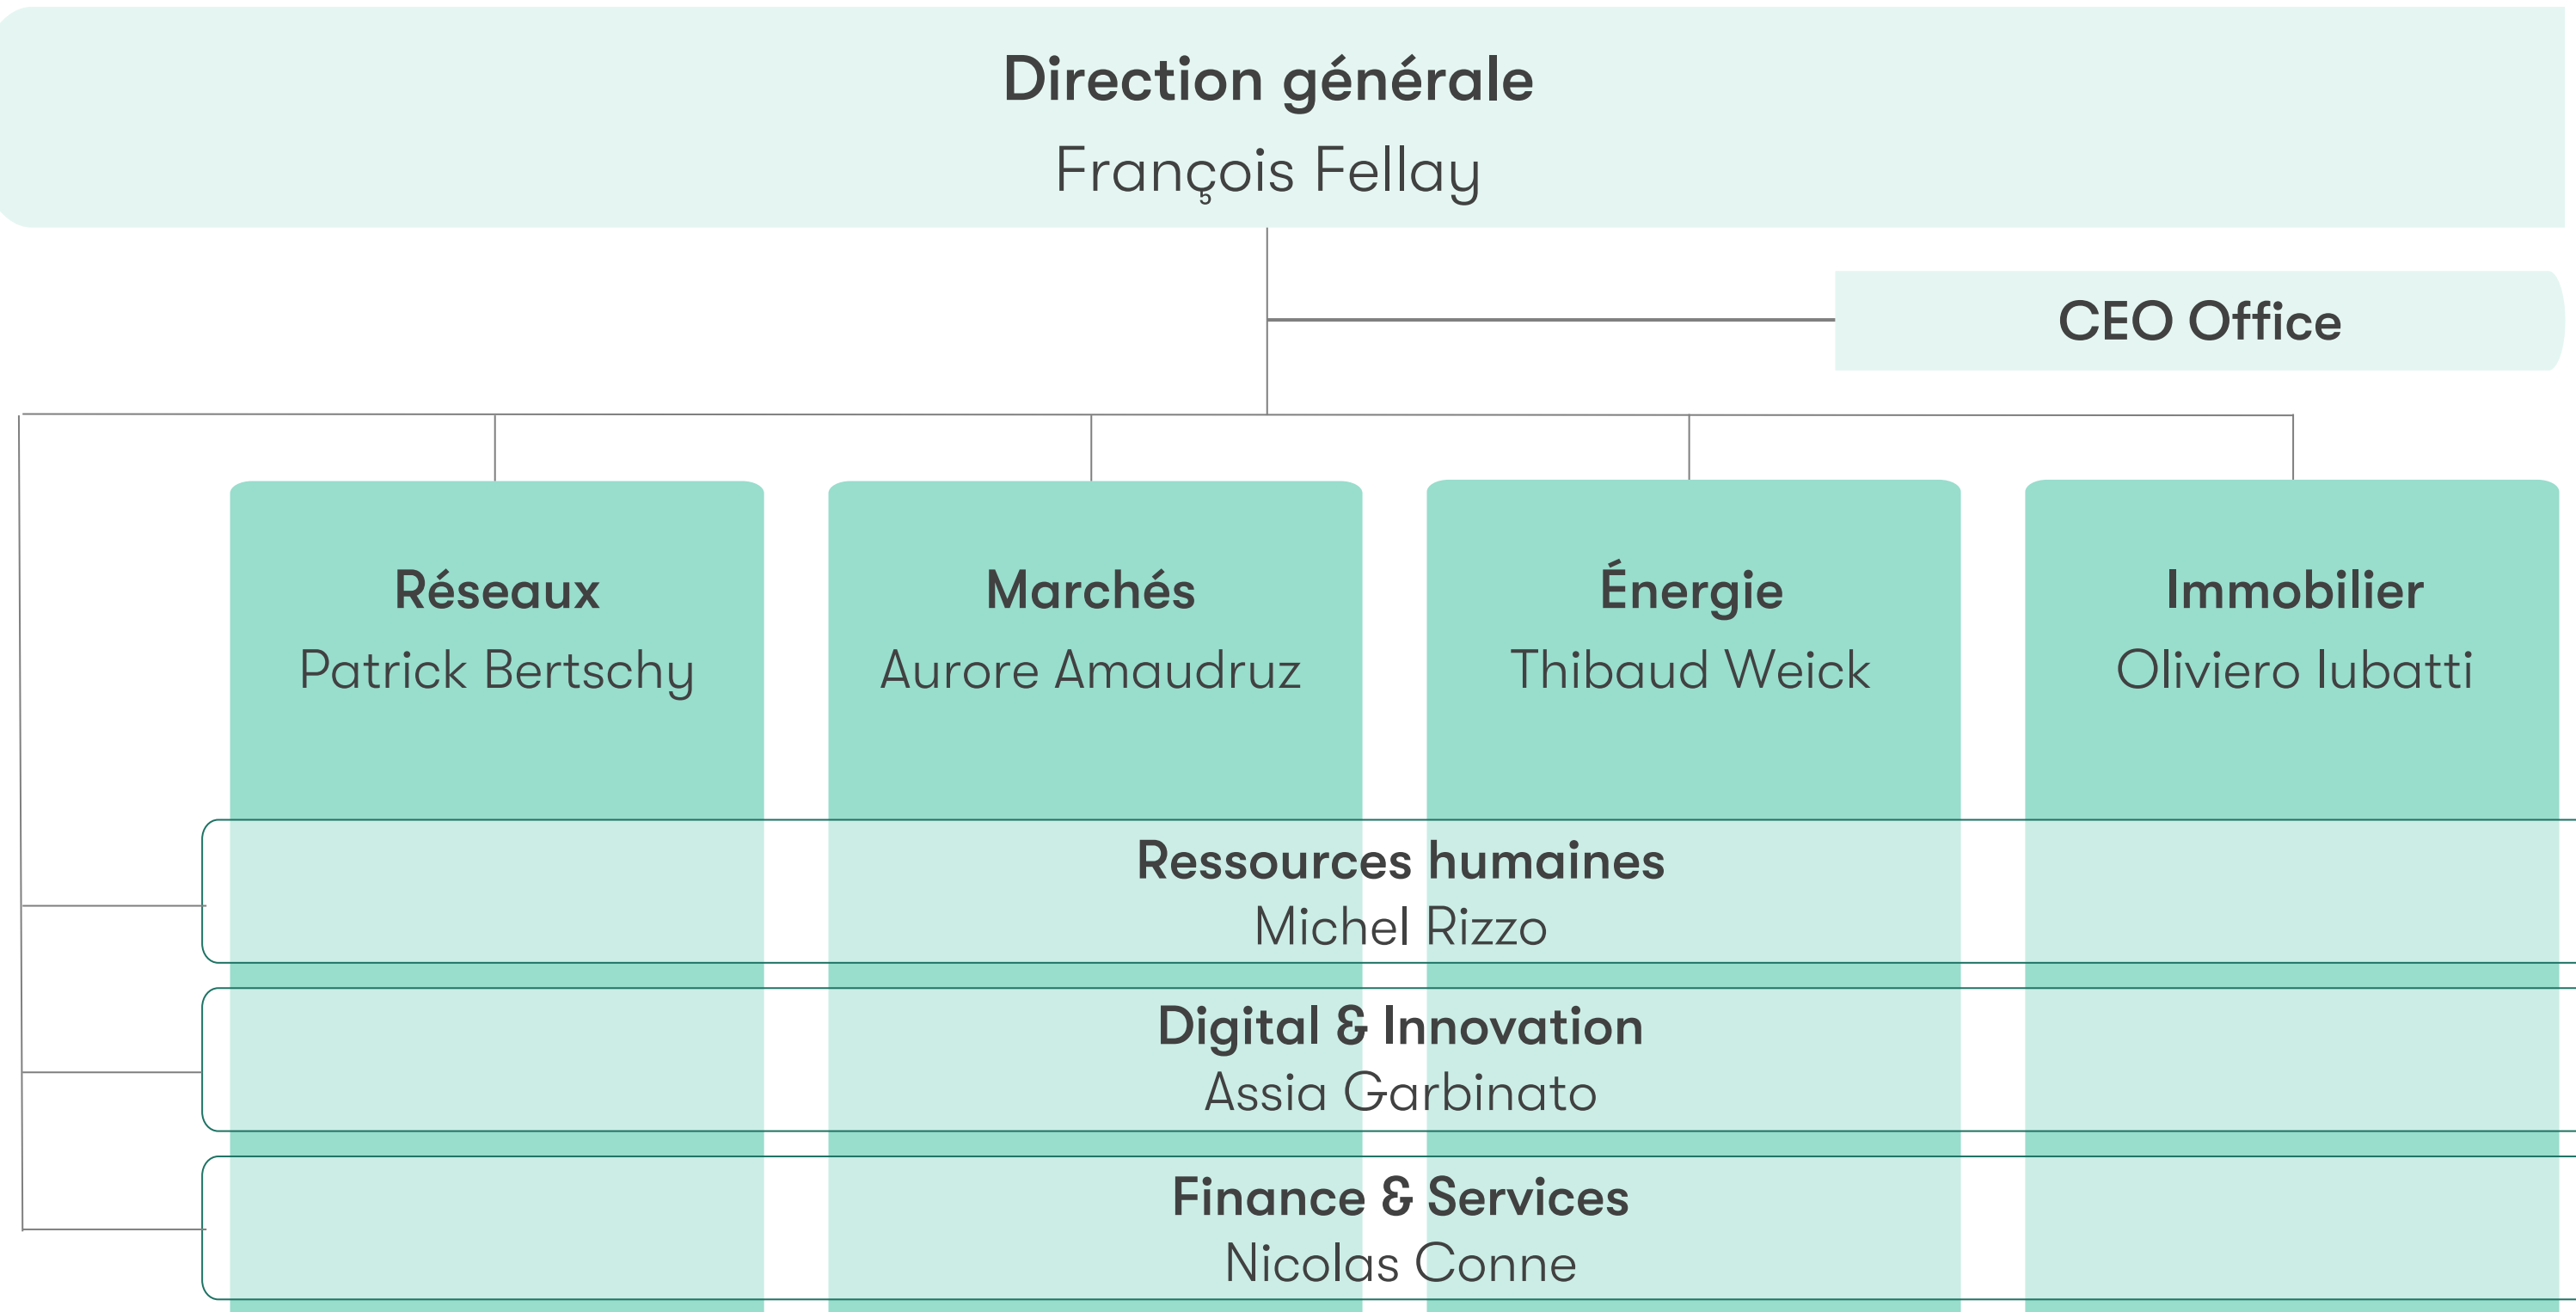 Direction générale
François Fellay
CEO Office
Réseaux
Patrick Bertschy
Marchés
Aurore Amaudruz
Énergie
Thibaud Weick
Immobilier
Oliviero Iubatti
Ressources humaines
Michel Rizzo
Digital & Innovation
Assia Garbinato
Finance & Services
Nicolas Conne